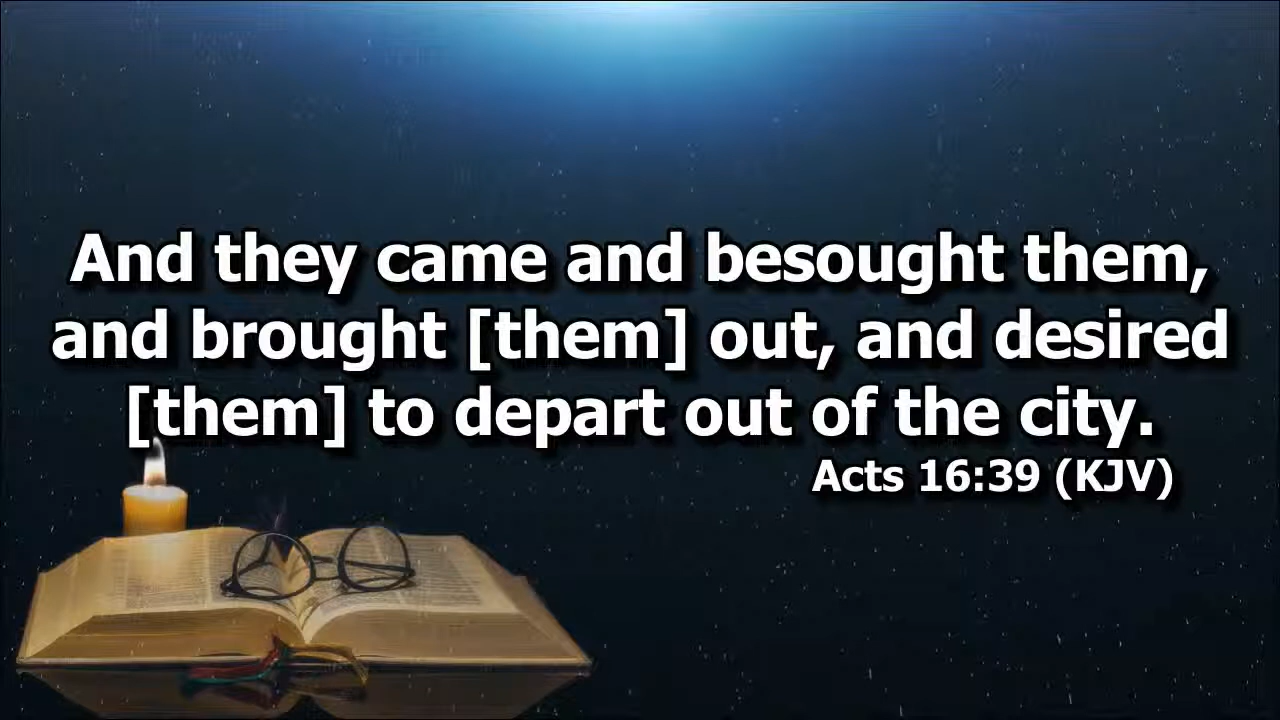 And they came and besought them,
and brought [them] out, and desired
[them] to depart out of the city.
Acts 16:39 (KJV)